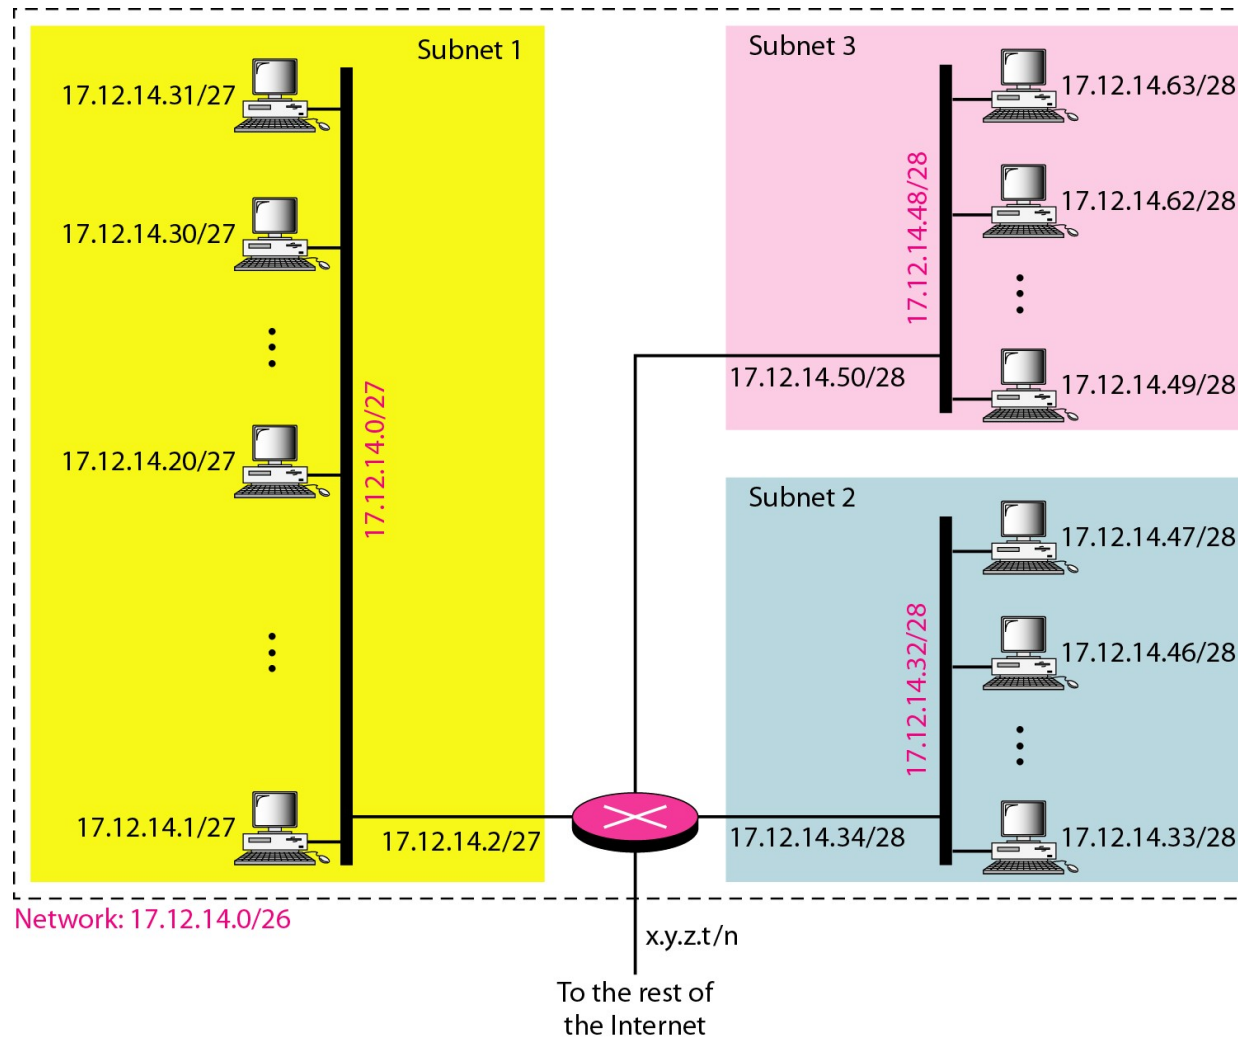 Subnet 1
17.12.14.31/27
17.12.14.30/27
17.12.14.20/27
17.12.14.0/27
17.12.14.1/27
17.12.14.2/27
Subnet 3
17.12.14.63/28
17.12.14.62/28
17.12.14.48/28
17.12.14.50/28
17.12.14.49/28
Subnet 2
17.12.14.47/28
17.12.14.46/28
17.12.14.32/28
17.12.14.34/28
17.12.14.33/28
Network: 17.12.14.0/26
x.y.z.t/n
To the rest of
the Internet